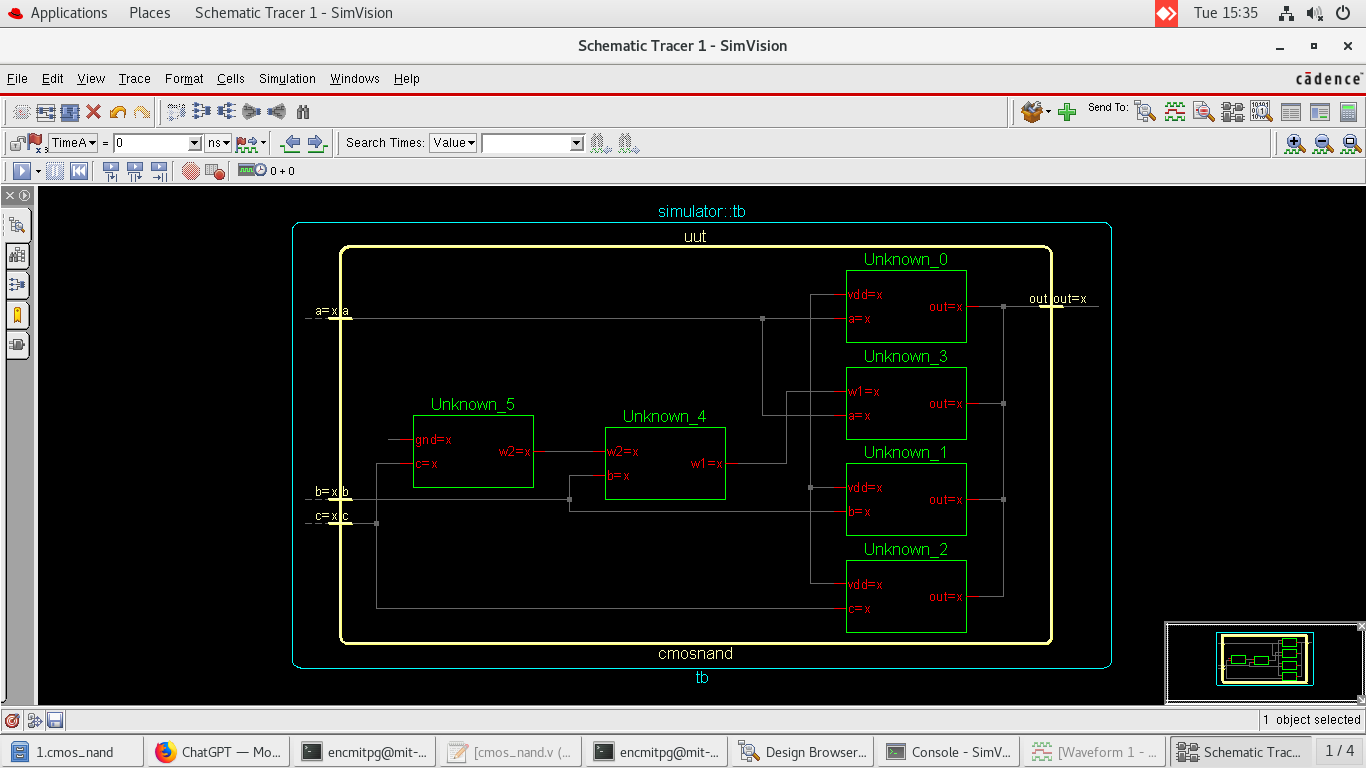 Applications Places Schematic Tracer 1 - SimVision Tue 15:35
Schematic Tracer 1 - SimVision
File Edit View Trace Format Cells Simulation Windows Help cādence
Send To:
TimeA = 0 ns Search Times: Value
0 + 0
simulator::tb
uut
Unknown_0
vdd=x
out=x
a=x
a=x a
out out=x
Unknown_3
w1=x
out=x
a=x
Unknown_5
gnd=x
w2=x
c=x
Unknown_4
w2=x
w1=x
b=x
Unknown_1
vdd=x
out=x
b=x
b=x b
c=x c
Unknown_2
vdd=x
out=x
c=x
cmosnand
tb
1 object selected
1.cmos_nand ChatGPT — Mo... encmitpg@mit-... [cmos_nand.v (... encmitpg@mit-... Design Browser... Console - SimV... [Waveform 1 - ... Schematic Trac... 1 / 4